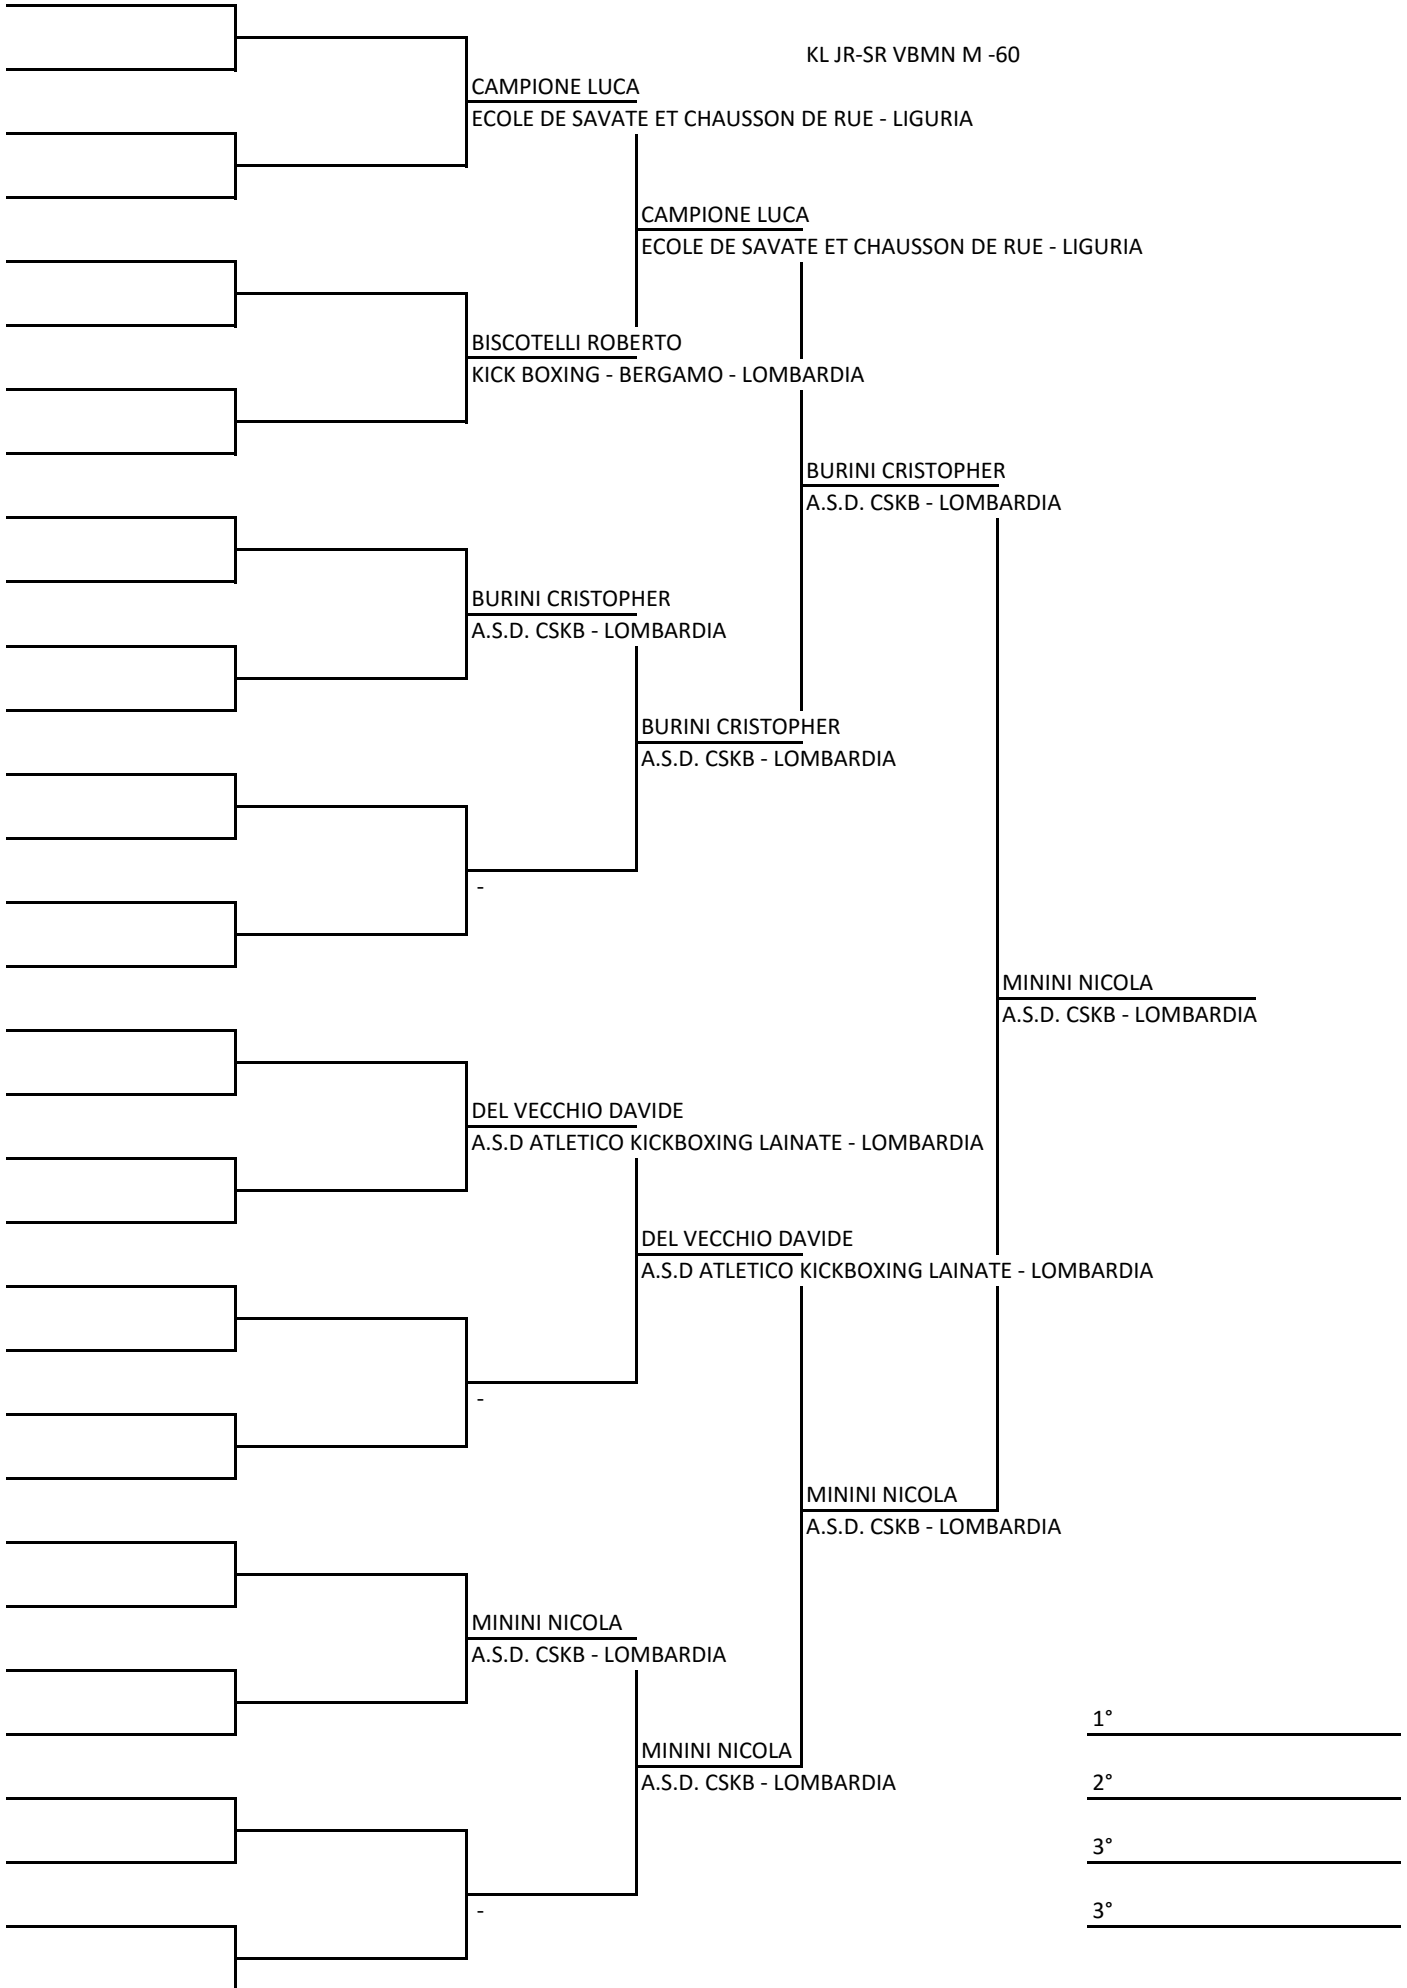 KL JR-SR VBMN M -60
CAMPIONE LUCA
ECOLE DE SAVATE ET CHAUSSON DE RUE - LIGURIA
CAMPIONE LUCA
ECOLE DE SAVATE ET CHAUSSON DE RUE - LIGURIA
BISCOTELLI ROBERTO
KICK BOXING - BERGAMO - LOMBARDIA
BURINI CRISTOPHER
A.S.D. CSKB - LOMBARDIA
BURINI CRISTOPHER
A.S.D. CSKB - LOMBARDIA
BURINI CRISTOPHER
A.S.D. CSKB - LOMBARDIA
-
MININI NICOLA
A.S.D. CSKB - LOMBARDIA
DEL VECCHIO DAVIDE
A.S.D ATLETICO KICKBOXING LAINATE - LOMBARDIA
DEL VECCHIO DAVIDE
A.S.D ATLETICO KICKBOXING LAINATE - LOMBARDIA
-
MININI NICOLA
A.S.D. CSKB - LOMBARDIA
MININI NICOLA
A.S.D. CSKB - LOMBARDIA
1°
MININI NICOLA
A.S.D. CSKB - LOMBARDIA
2°
3°
-
3°